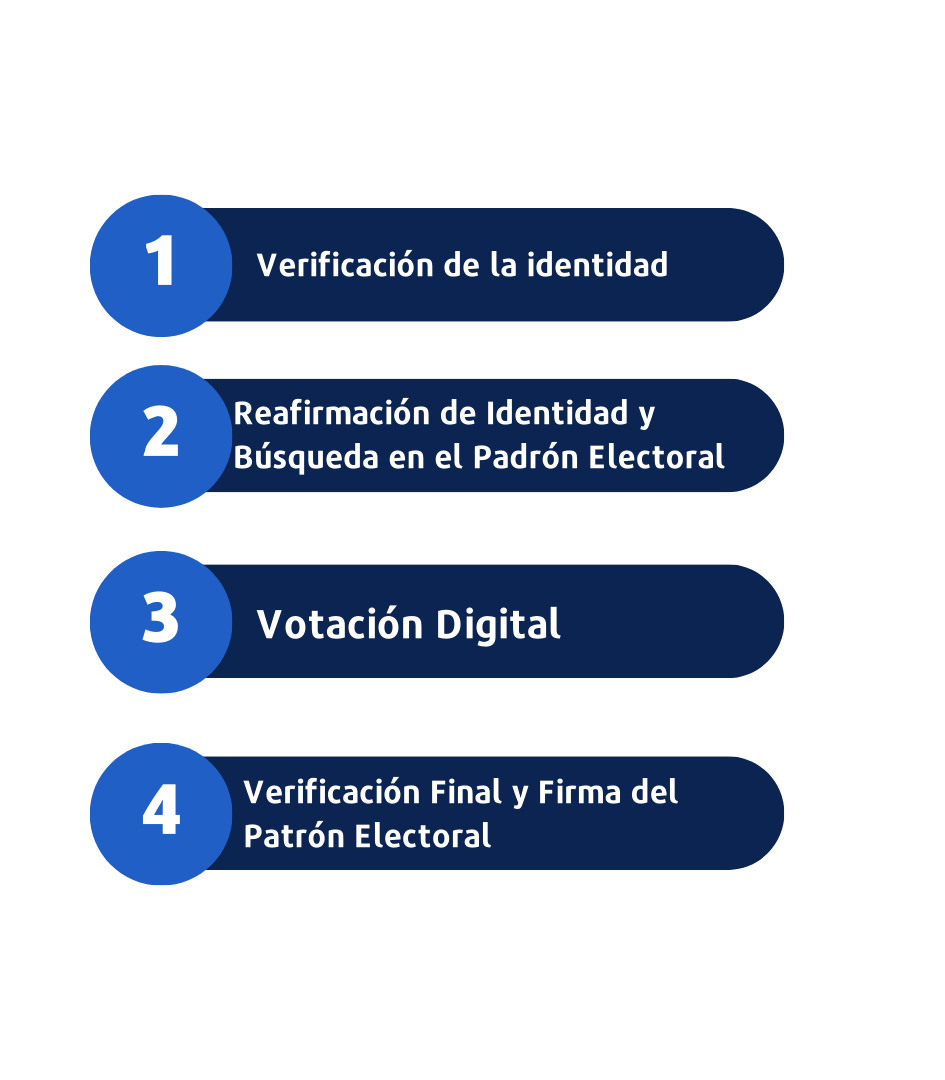 1
Verificación de la identidad
2
Reafirmación de Identidad y
Búsqueda en el Padrón Electoral
3
Votación Digital
4
Verificación Final y Firma del
Patrón Electoral